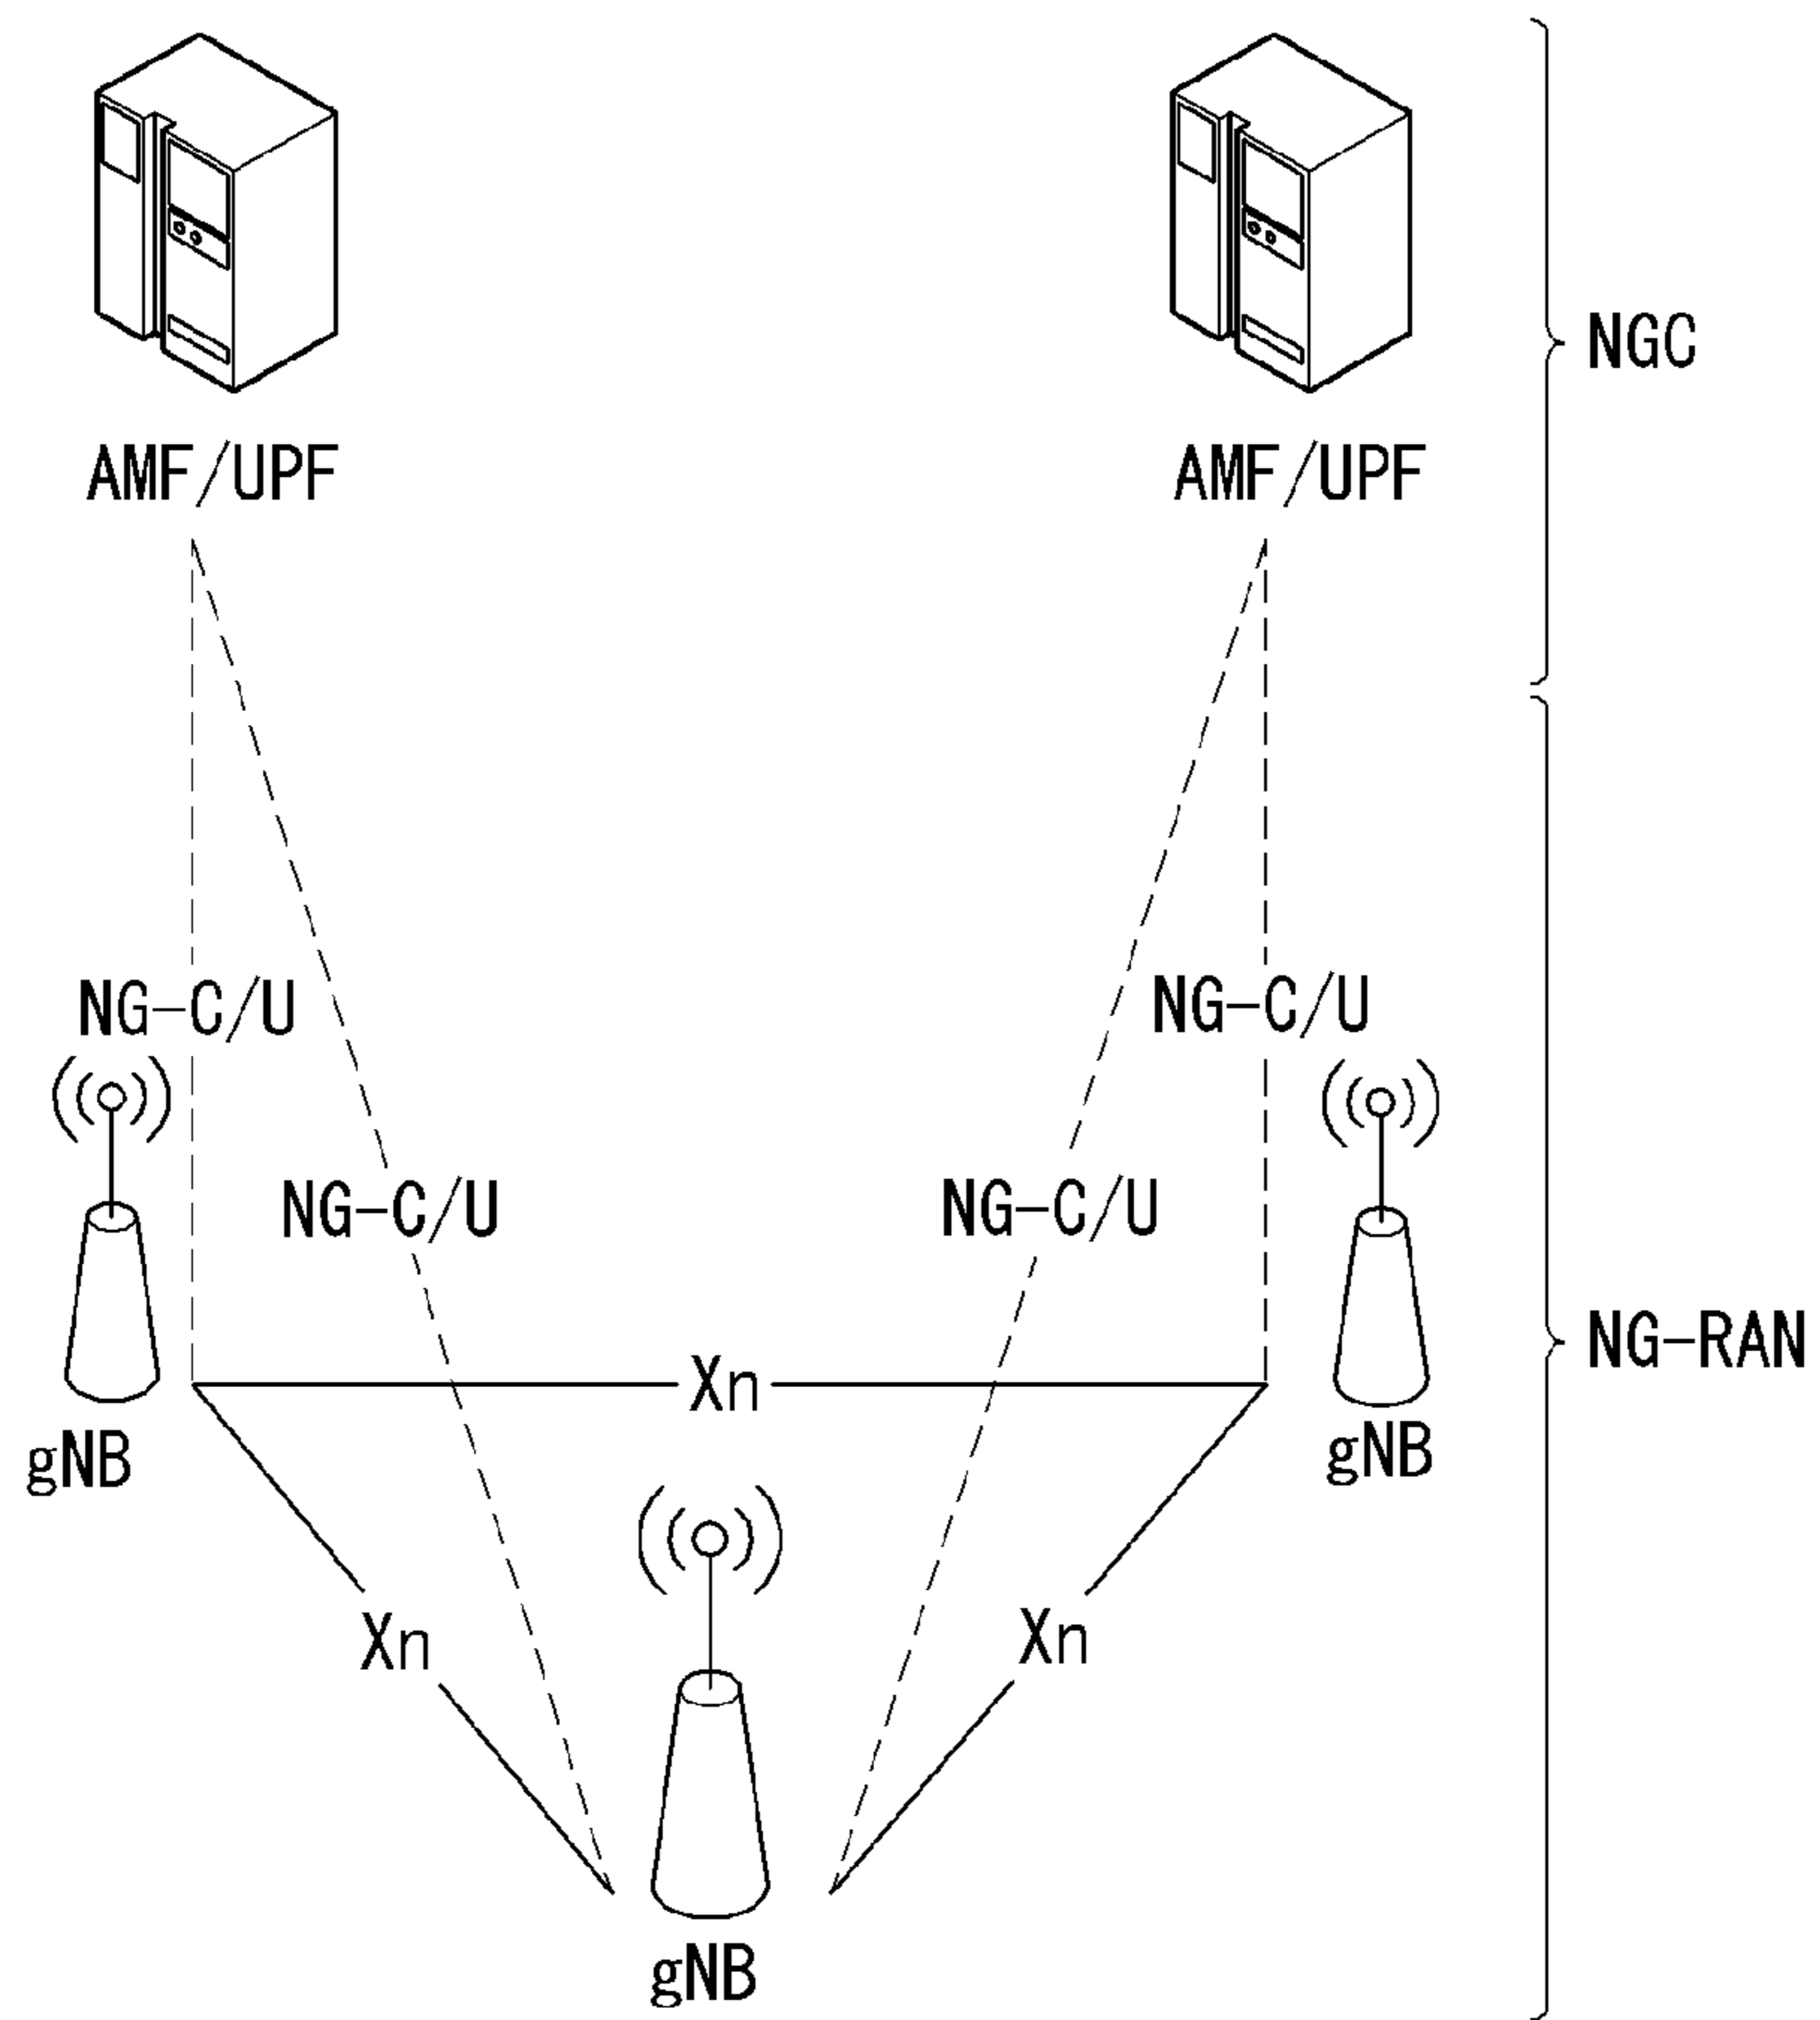 NGC
AMF/UPF
AMF/UPF
NG-C/U
NG-C/U
NG-C/U
NG-C/U
NG-RAN
Xn
gNB
gNB
Xn
Xn
gNB